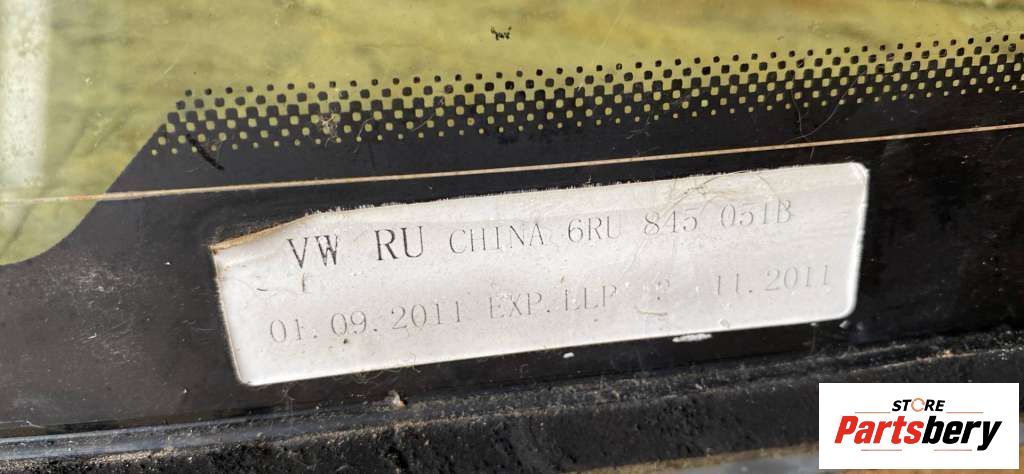 VW RU CHINA 6RU 845 051B
01.09.2011 EXP.LLP 11.2011
STORE
Partsbery